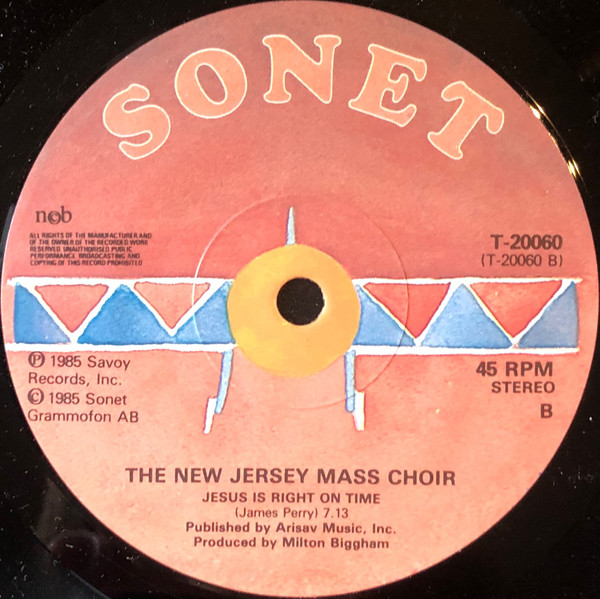 SONET
ncb
ALL RIGHTS OF THE MANUFACTURER AND
OF THE OWNER OF THE RECORDED WORK
RESERVED. UNAUTHORISED PUBLIC
PERFORMANCE, BROADCASTING AND
COPYING OF THIS RECORD PROHIBITED
T-20060
(T-20060 B)
℗ 1985 Savoy
Records, Inc.
© 1985 Sonet
Grammofon AB
45 RPM
STEREO
B
THE NEW JERSEY MASS CHOIR
JESUS IS RIGHT ON TIME
(James Perry) 7.13
Published by Arisav Music, Inc.
Produced by Milton Biggham